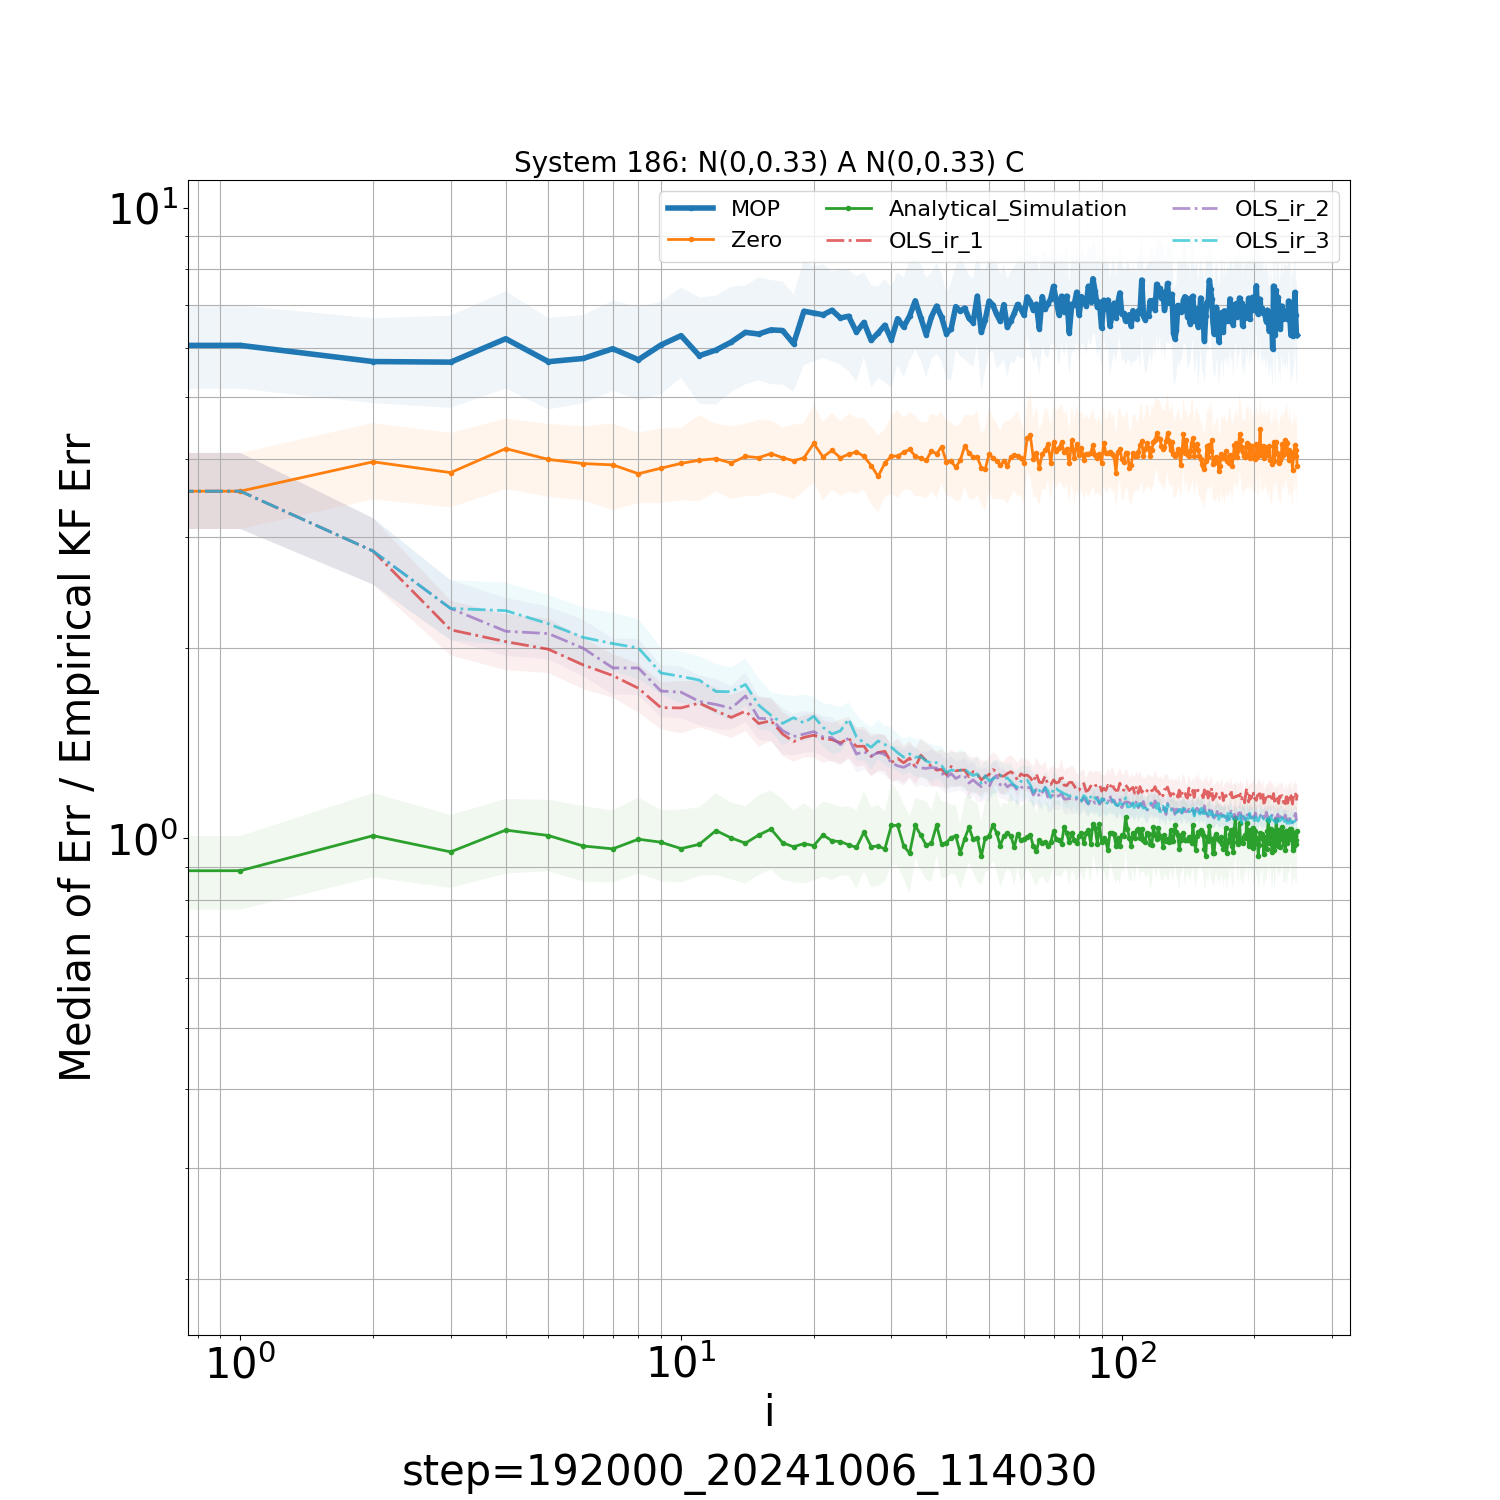 System 186: N(0,0.33) A N(0,0.33) C
MOP
Zero
Analytical_Simulation
OLS_ir_1
OLS_ir_2
OLS_ir_3
10¹
10⁰
Median of Err / Empirical KF Err
10⁰ 10¹ 10²
i
step=192000_20241006_114030